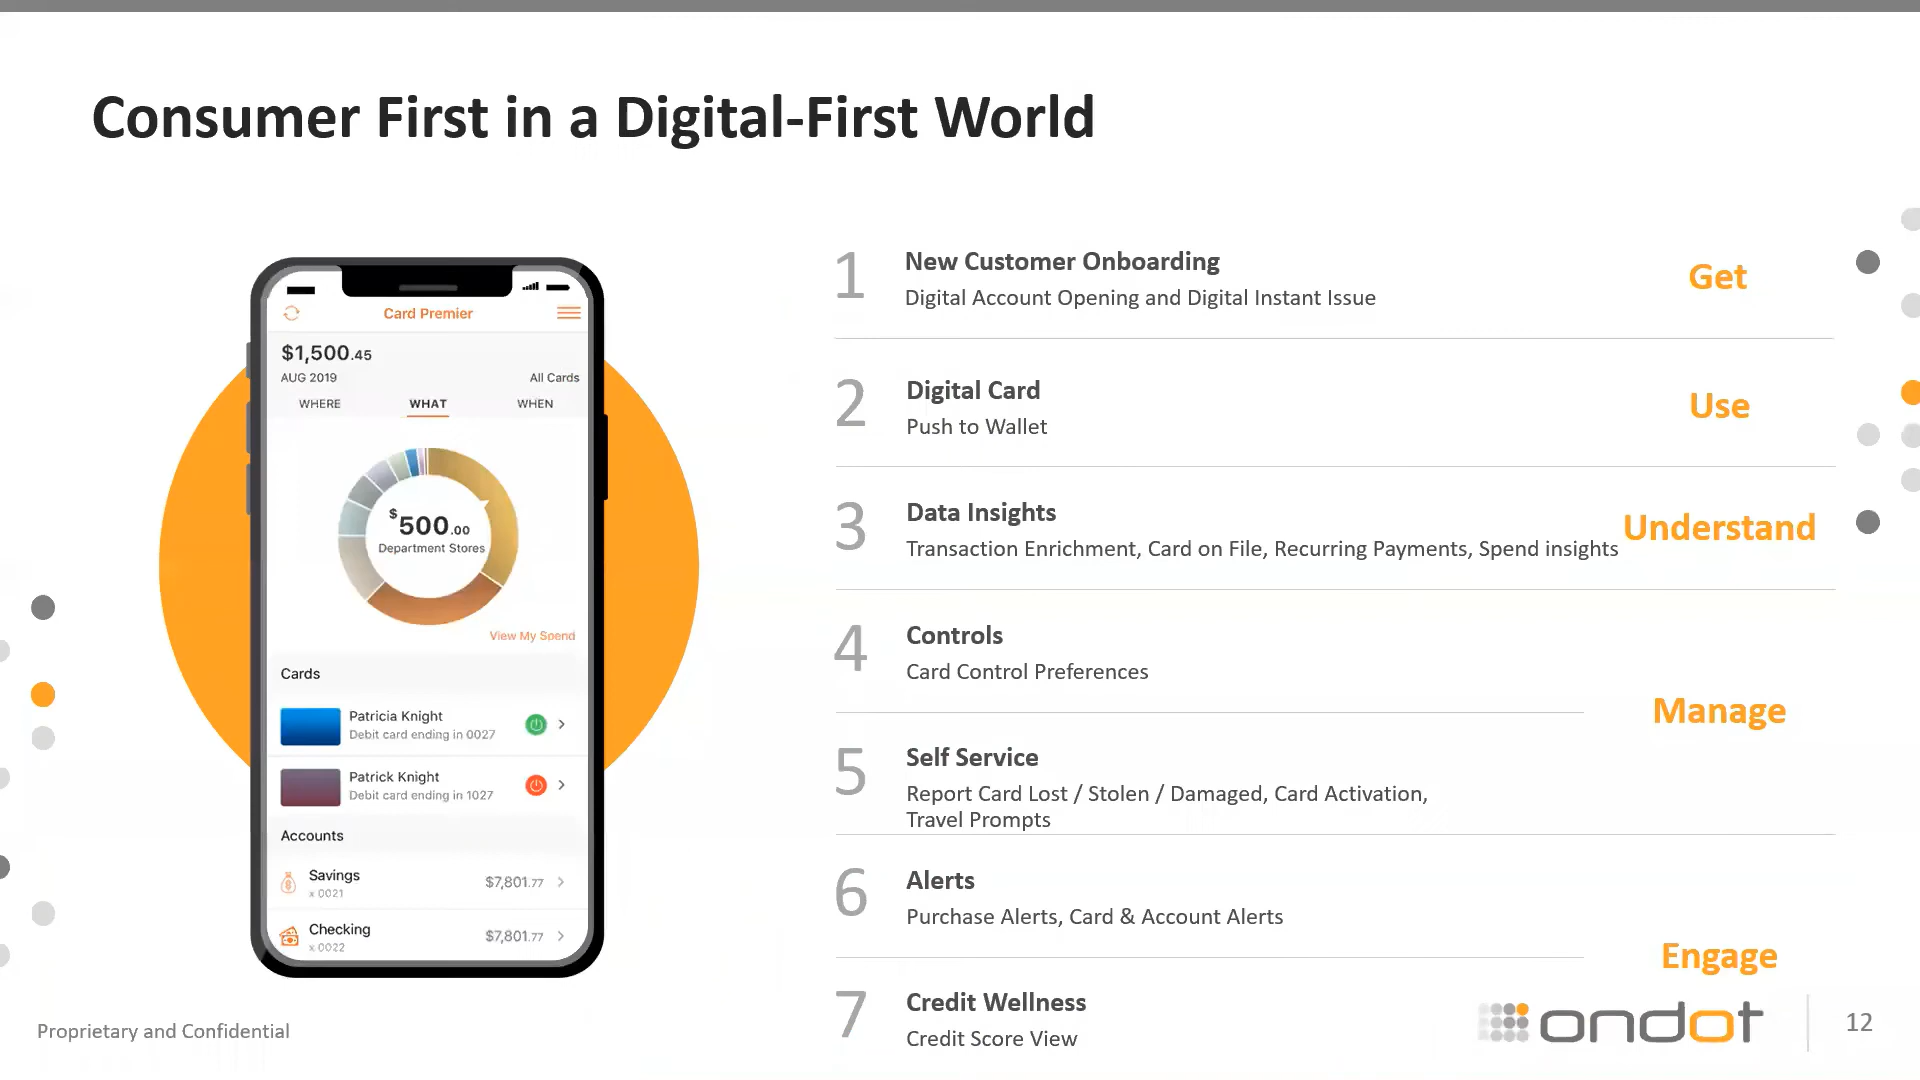 Consumer First in a Digital-First World
Card Premier
$1,500.45
AUG 2019
All Cards
WHERE
WHAT
WHEN
$500.00
Department Stores
View My Spend
Cards
Patricia Knight
Debit card ending in 0027
Patrick Knight
Debit card ending in 1027
Accounts
Savings
x 0021
$7,801.77
Checking
x 0022
$7,801.77
1
New Customer Onboarding
Digital Account Opening and Digital Instant Issue
Get
2
Digital Card
Push to Wallet
Use
3
Data Insights
Transaction Enrichment, Card on File, Recurring Payments, Spend insights
Understand
4
Controls
Card Control Preferences
Manage
5
Self Service
Report Card Lost / Stolen / Damaged, Card Activation,
Travel Prompts
6
Alerts
Purchase Alerts, Card & Account Alerts
Engage
7
Credit Wellness
Credit Score View
Proprietary and Confidential
ondot
12